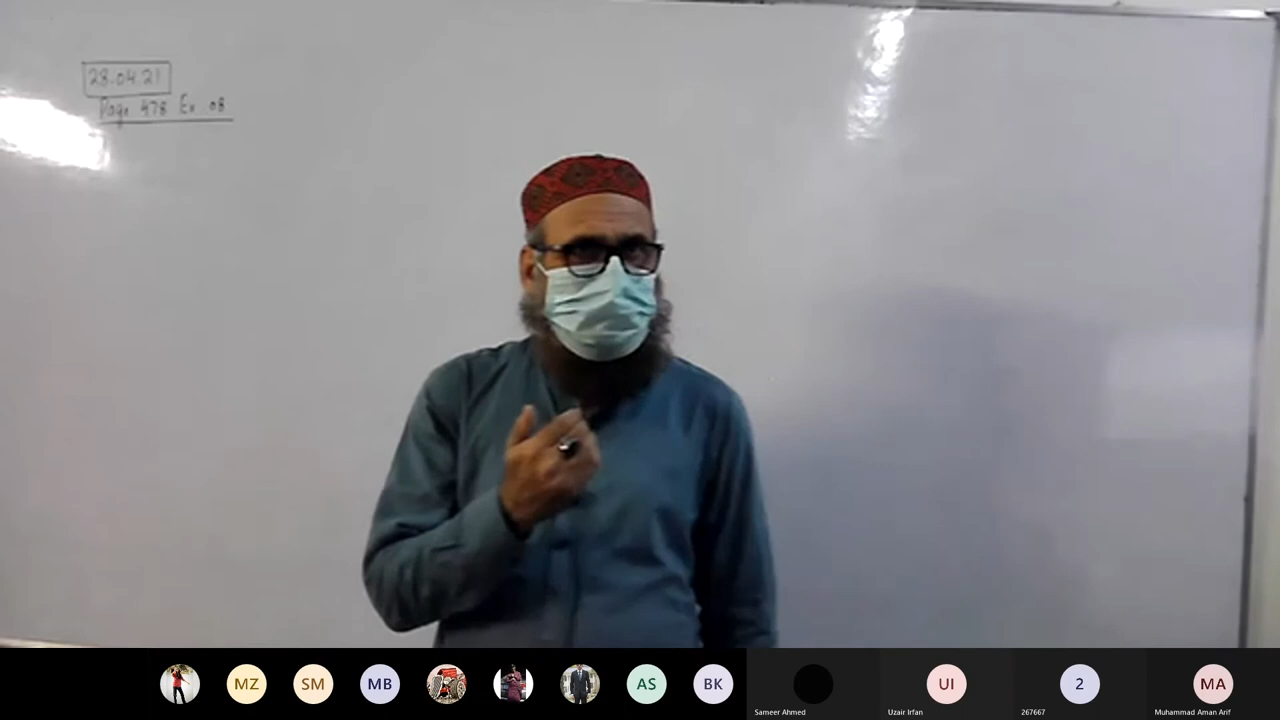 28.04.21
Page 478 Ex 08
MZ
SM
MB
AS
BK
UI
2
MA
Sameer Ahmed
Uzair Irfan
267667
Muhammad Aman Arif